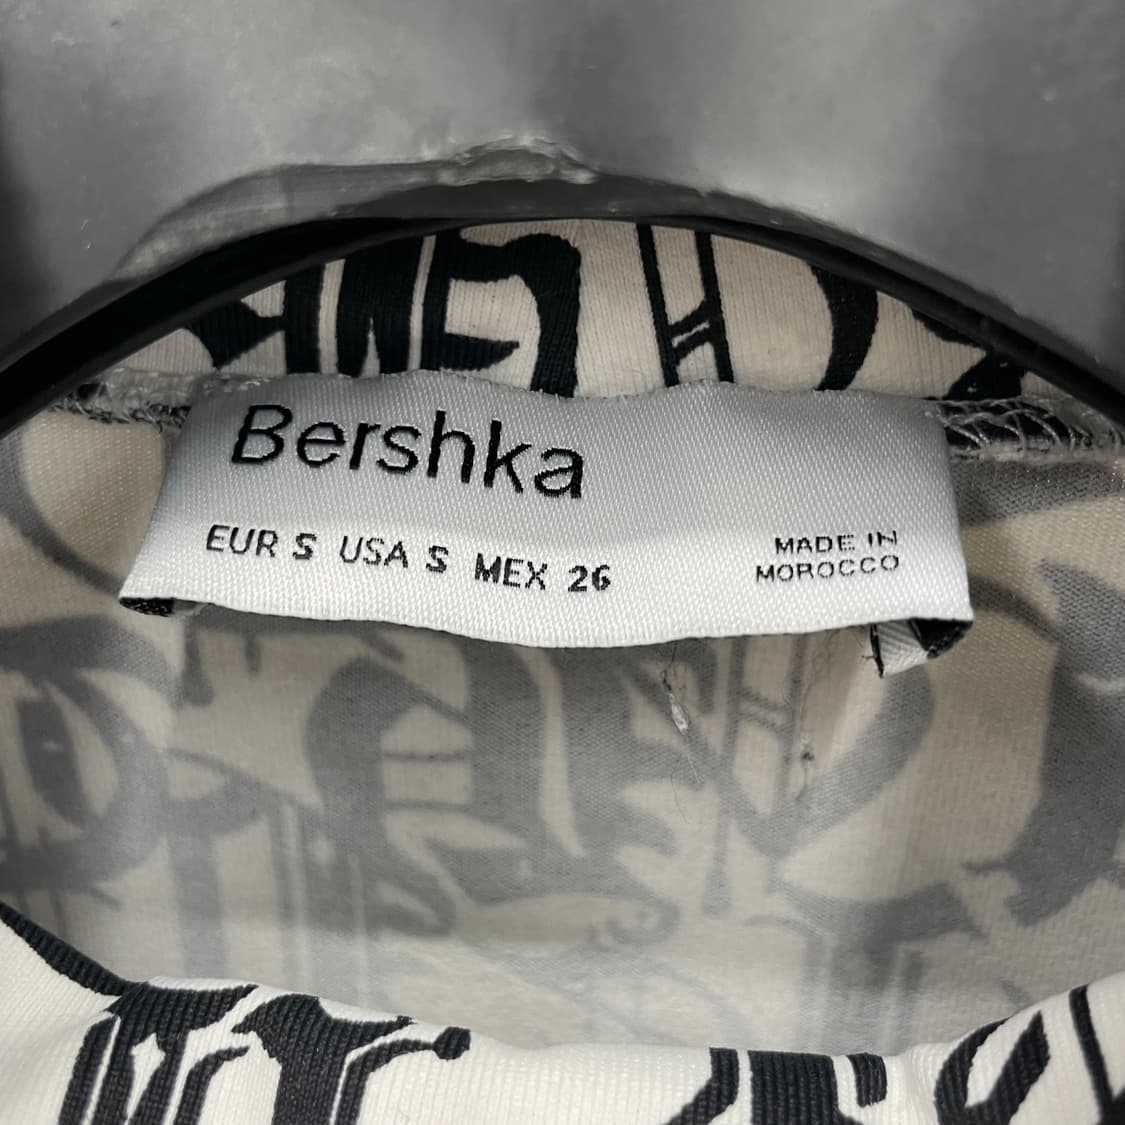 Bershka
EUR S USA S MEX 26
MADE IN
MOROCCO